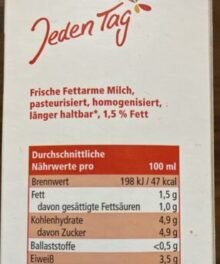 Jeden Tag
Frische Fettarme Milch,
pasteurisiert, homogenisiert,
länger haltbar*, 1,5 % Fett
Durchschnittliche
Nährwerte pro 100 ml
Brennwert 198 kJ / 47 kcal
Fett 1,5 g
davon gesättigte Fettsäuren 1,0 g
Kohlenhydrate 4,9 g
davon Zucker 4,9 g
Ballaststoffe <0,5 g
Eiweiß 3,5 g